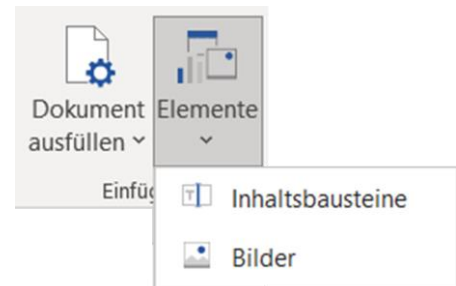 Dokument
ausfüllen
Elemente
Einfüg
Inhaltsbausteine
Bilder